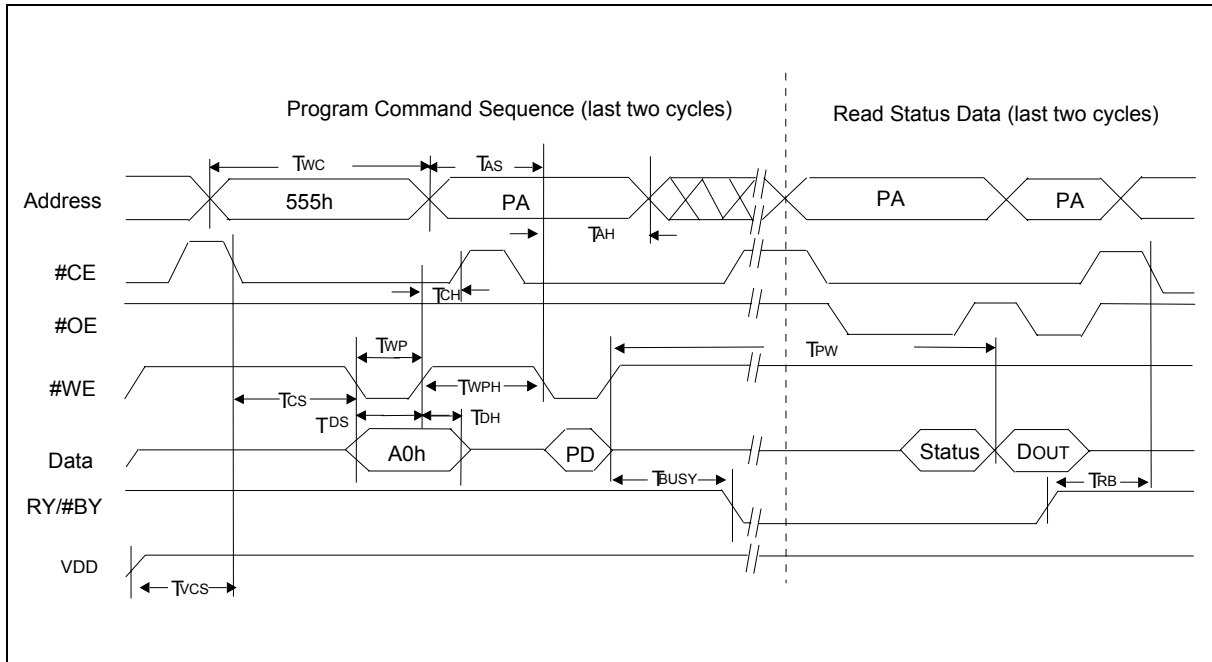 Program Command Sequence (last two cycles)
Read Status Data (last two cycles)
TWC
TAS
Address
555h
PA
PA
PA
TAH
#CE
TCH
#OE
TWP
TPW
#WE
TWPH
TCS
TDS
TDH
Data
A0h
PD
Status
DOUT
TBUSY
TRB
RY/#BY
VDD
TVCS